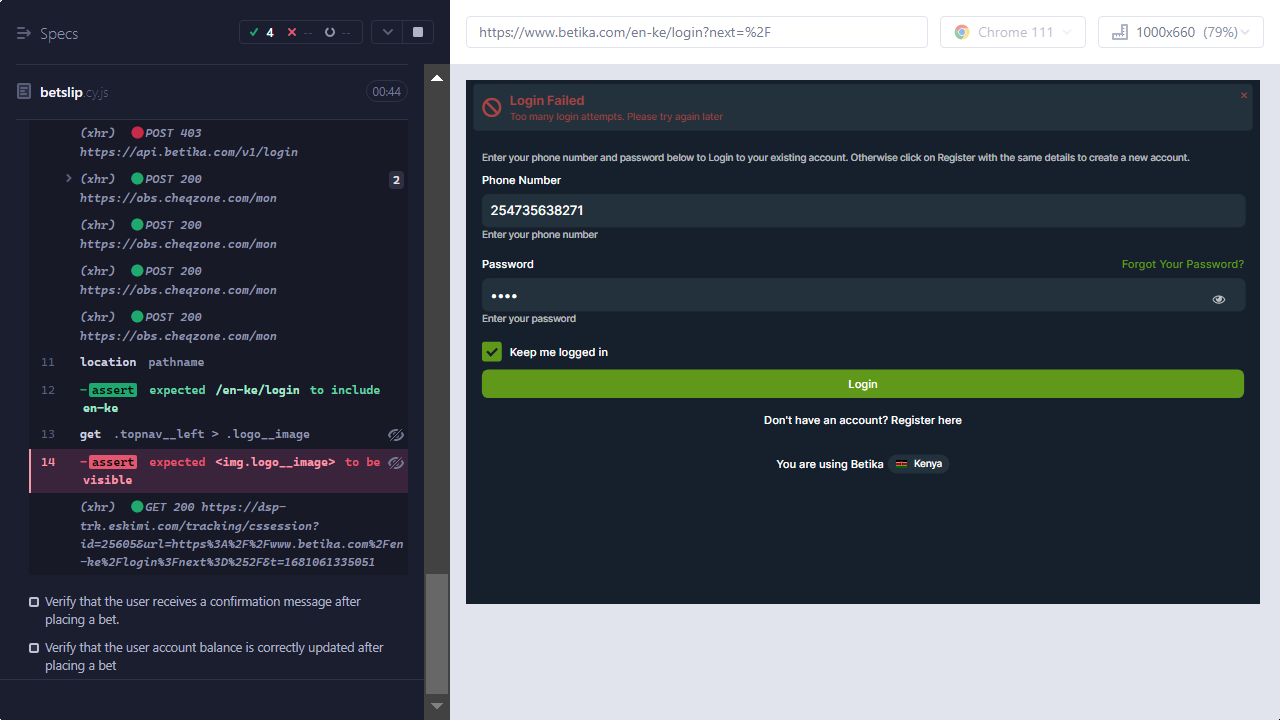 Specs
4
--
--
betslip.cy.js
00:44
(xhr) POST 403
https://api.betika.com/v1/login
(xhr) POST 200
2
https://obs.cheqzone.com/mon
(xhr) POST 200
https://obs.cheqzone.com/mon
(xhr) POST 200
https://obs.cheqzone.com/mon
(xhr) POST 200
https://obs.cheqzone.com/mon
11 location pathname
12 -assert expected /en-ke/login to include
en-ke
13 get .topnav__left > .logo__image
14 -assert expected <img.logo__image> to be
visible
(xhr) GET 200 https://dsp-
trk.eskimi.com/tracking/cssession?
id=25605&url=https%3A%2F%2Fwww.betika.com%2Fen
-ke%2Flogin%3Fnext%3D%252F&t=1681061335051
Verify that the user receives a confirmation message after
placing a bet.
Verify that the user account balance is correctly updated after
placing a bet
https://www.betika.com/en-ke/login?next=%2F
Chrome 111
1000x660 (79%)
Login Failed
×
Too many login attempts. Please try again later
Enter your phone number and password below to Login to your existing account. Otherwise click on Register with the same details to create a new account.
Phone Number
254735638271
Enter your phone number
Password
Forgot Your Password?
••••
Enter your password
Keep me logged in
Login
Don't have an account? Register here
You are using Betika Kenya